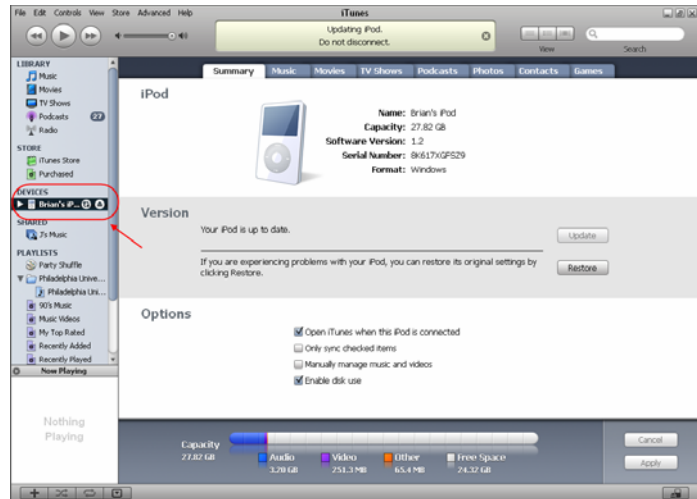 File Edit Controls View Store Advanced Help
iTunes
Updating iPod.
Do not disconnect.
View
Search
LIBRARY
Music
Movies
TV Shows
Podcasts 27
Radio
STORE
iTunes Store
Purchased
DEVICES
Brian's iP...
SHARED
J's Music
PLAYLISTS
Party Shuffle
Philadelphia Unive...
Philadelphia Uni...
90's Music
Music Videos
My Top Rated
Recently Added
Recently Played
Now Playing
Nothing
Playing
Summary Music Movies TV Shows Podcasts Photos Contacts Games
iPod
Name: Brian's iPod
Capacity: 27.82 GB
Software Version: 1.2
Serial Number: 8K617XGFSZ9
Format: Windows
Version
Your iPod is up to date.
Update
If you are experiencing problems with your iPod, you can restore its original settings by
clicking Restore.
Restore
Options
Open iTunes when this iPod is connected
Only sync checked items
Manually manage music and videos
Enable disk use
Capacity
27.82 GB
Audio
3.20 GB
Video
251.3 MB
Other
65.4 MB
Free Space
24.32 GB
Cancel
Apply